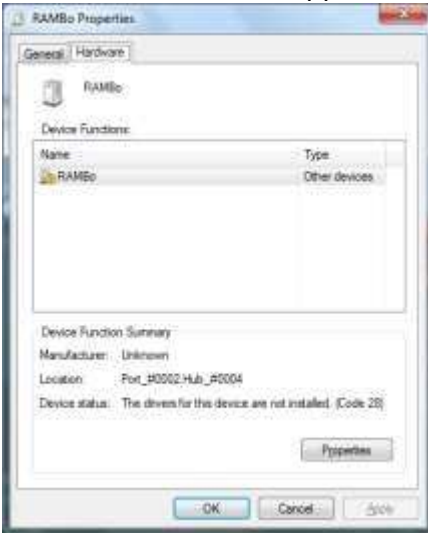 RAMBo Properties
General Hardware
RAMBo
Device Functions:
Name Type
RAMBo Other devices
Device Function Summary
Manufacturer: Unknown
Location: Port_#0002.Hub_#0004
Device status: The drivers for this device are not installed. (Code 28)
Properties
OK Cancel Apply